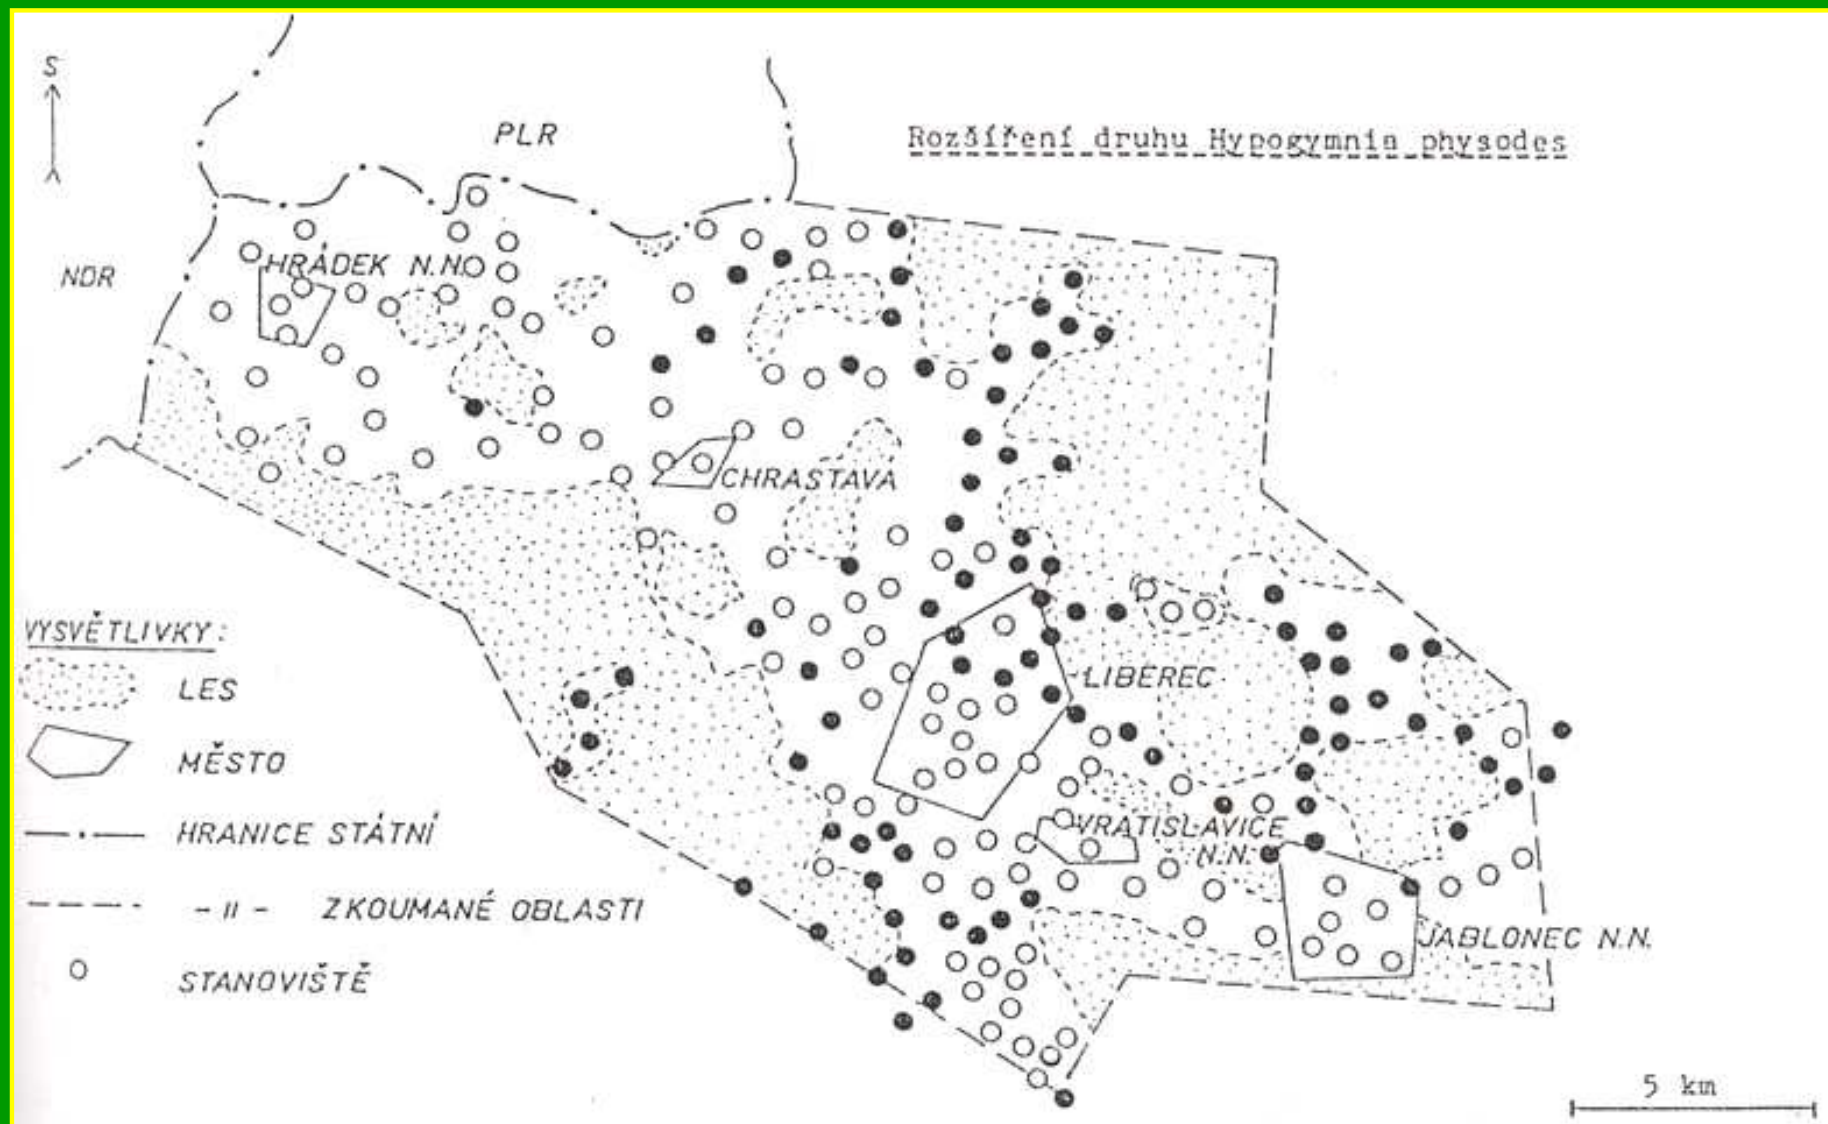 S
PLR
Rozšíření druhu Hypogymnia physodes
NDR
HRÁDEK N.N.
CHRASTAVA
VYSVĚTLIVKY:
LES
LIBEREC
MĚSTO
HRANICE STÁTNÍ
VRATISLAVICE
N.N.
- ıı - ZKOUMANÉ OBLASTI
JABLONEC N.N.
STANOVIŠTĚ
5 km